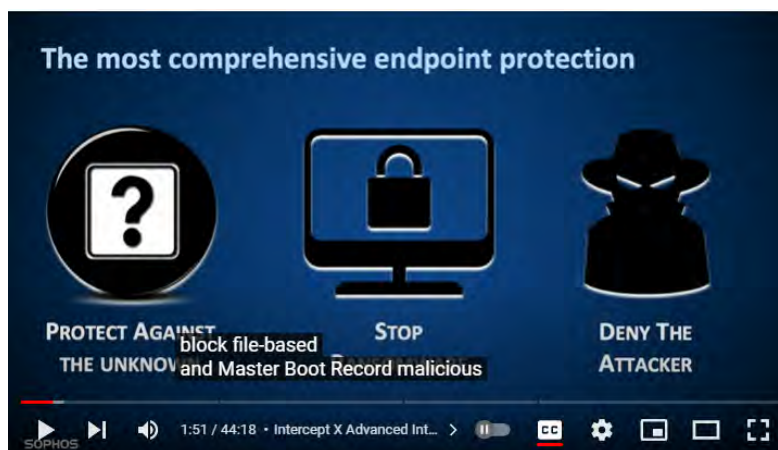 The most comprehensive endpoint protection
PROTECT AGAINST
THE UNKNOWN
STOP
DENY THE
ATTACKER
block file-based
and Master Boot Record malicious
1:51 / 44:18 • Intercept X Advanced Int... >
CC
SOPHOS